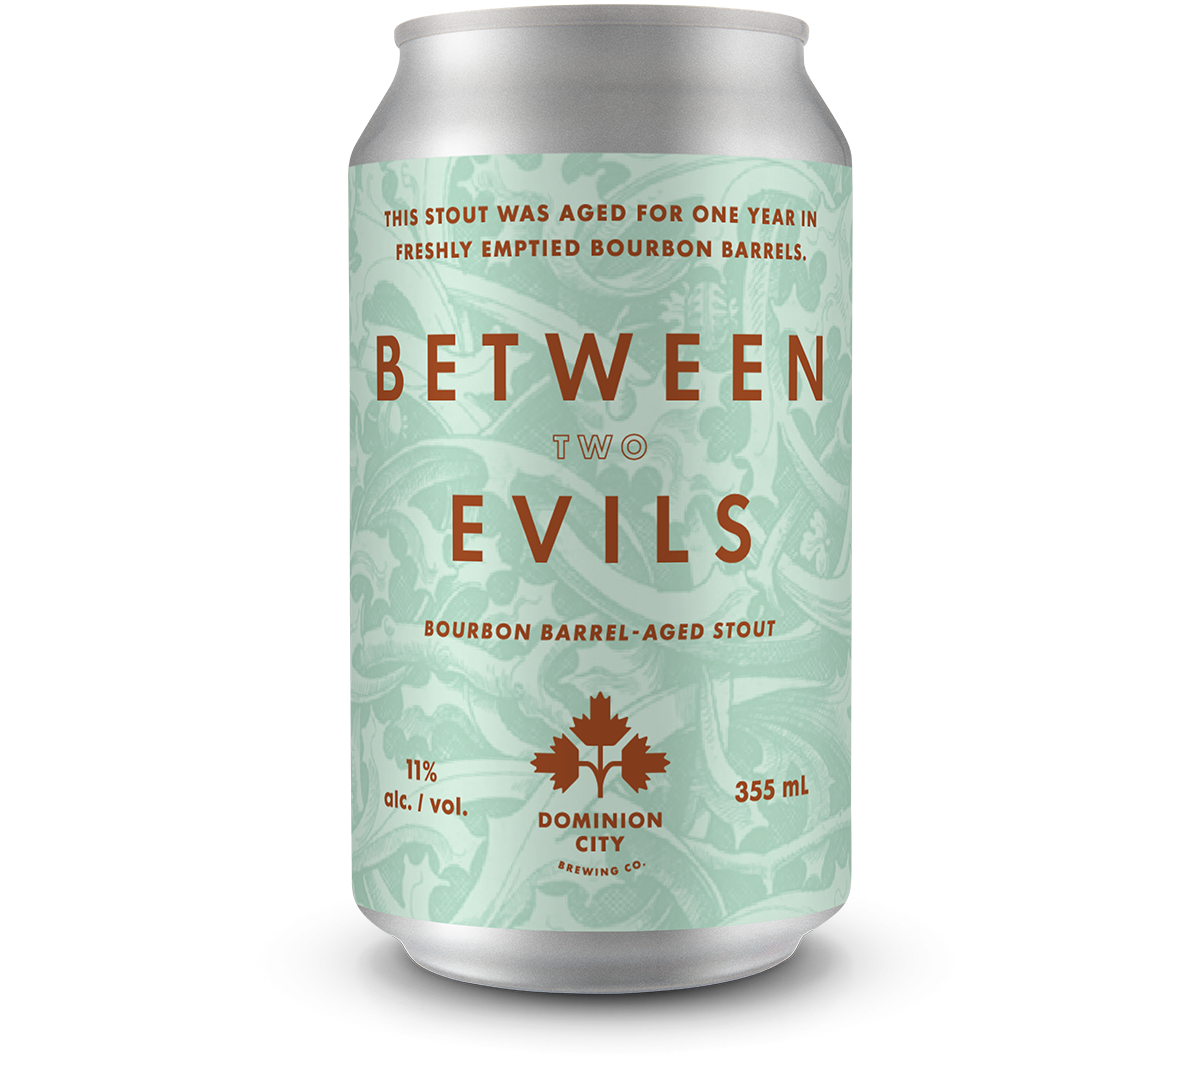 THIS STOUT WAS AGED FOR ONE YEAR IN
FRESHLY EMPTIED BOURBON BARRELS.
BETWEEN
TWO
EVILS
BOURBON BARREL-AGED STOUT
11%
alc. / vol.
355 mL
DOMINION
CITY
BREWING CO.